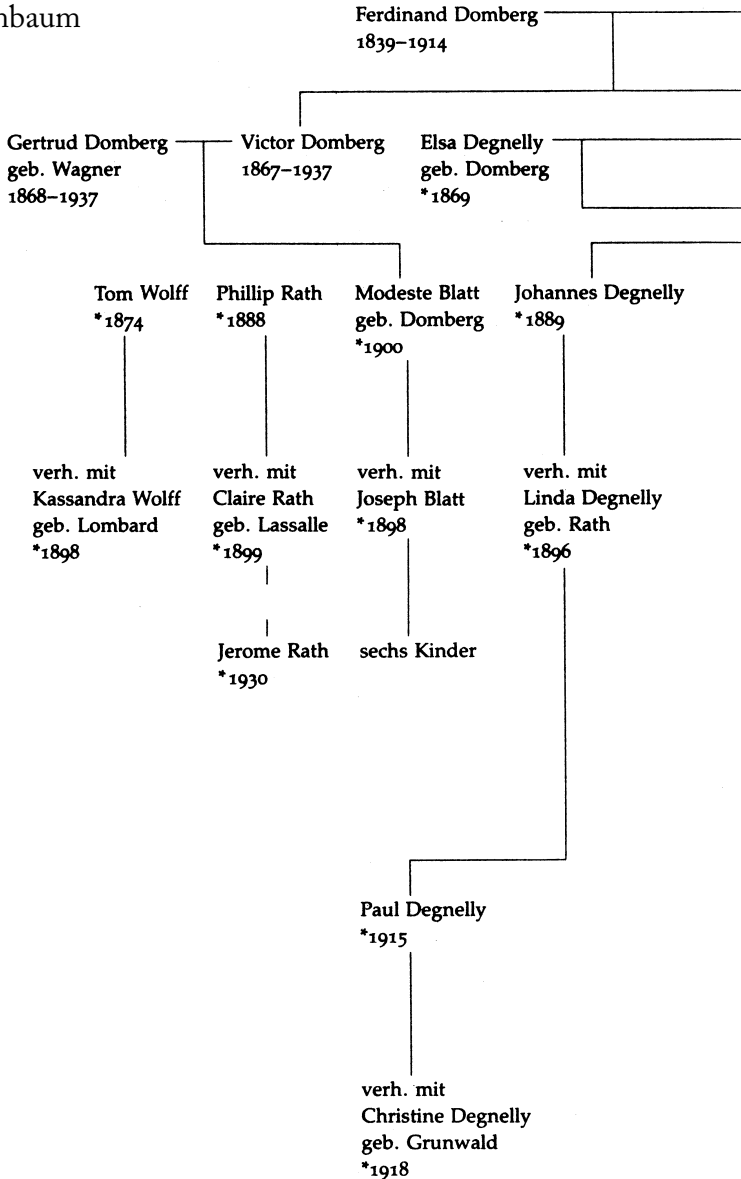 nbaum
Ferdinand Domberg
1839–1914
Gertrud Domberg
geb. Wagner
1868–1937
Victor Domberg
1867–1937
Elsa Degnelly
geb. Domberg
*1869
Tom Wolff
*1874
Phillip Rath
*1888
Modeste Blatt
geb. Domberg
*1900
Johannes Degnelly
*1889
verh. mit
Kassandra Wolff
geb. Lombard
*1898
verh. mit
Claire Rath
geb. Lassalle
*1899
verh. mit
Joseph Blatt
*1898
verh. mit
Linda Degnelly
geb. Rath
*1896
Jerome Rath
*1930
sechs Kinder
Paul Degnelly
*1915
verh. mit
Christine Degnelly
geb. Grunwald
*1918